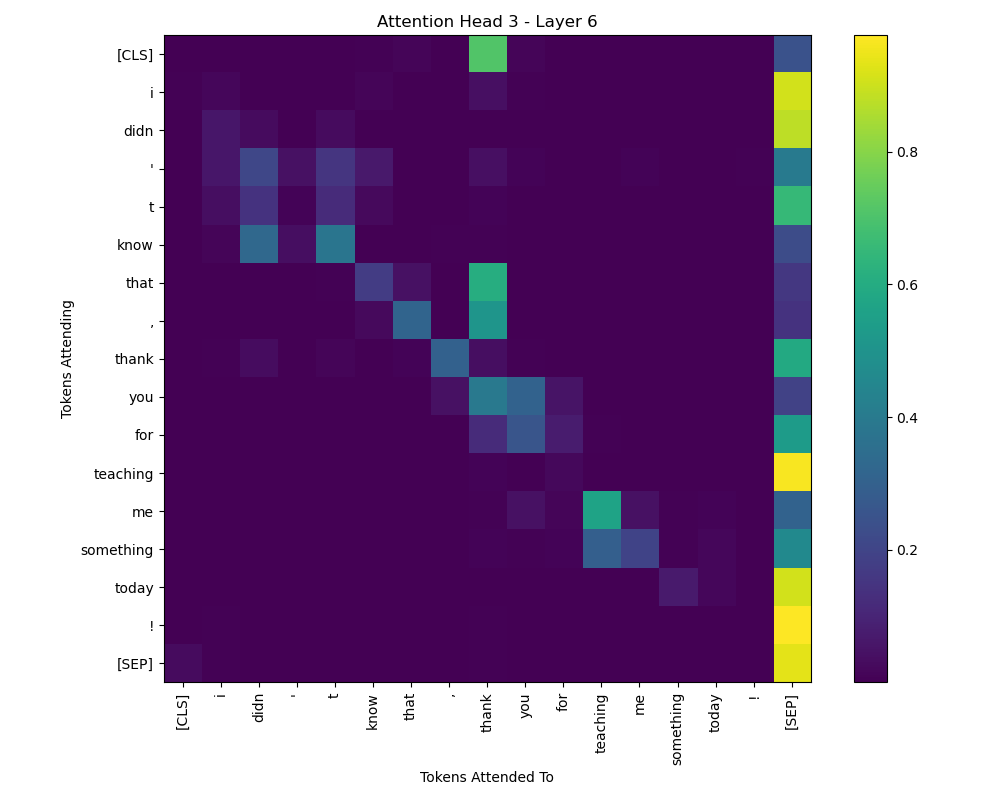 Attention Head 3 - Layer 6
[CLS]
i
didn
'
t
know
that
,
thank
you
for
teaching
me
something
today
!
[SEP]
Tokens Attending
[CLS]
i
didn
'
t
know
that
,
thank
you
for
teaching
me
something
today
!
[SEP]
Tokens Attended To
0.8
0.6
0.4
0.2